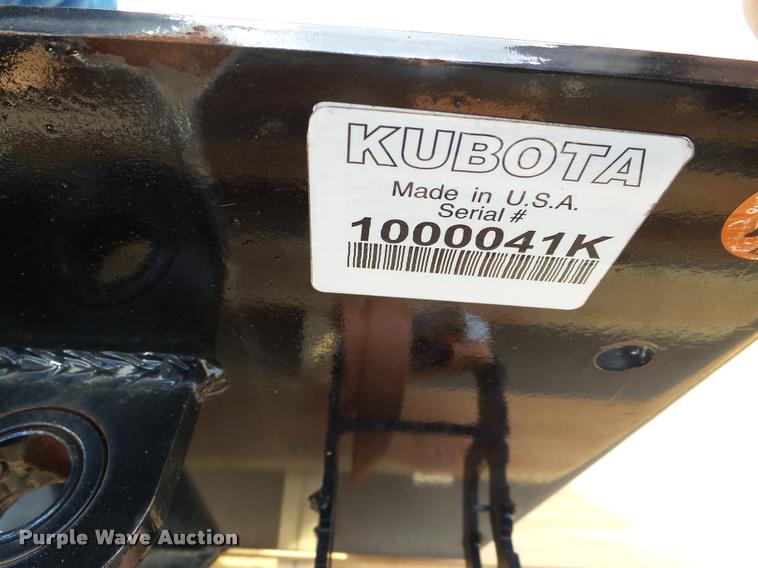 KUBOTA
Made in U.S.A.
Serial #
1000041K
Purple Wave Auction